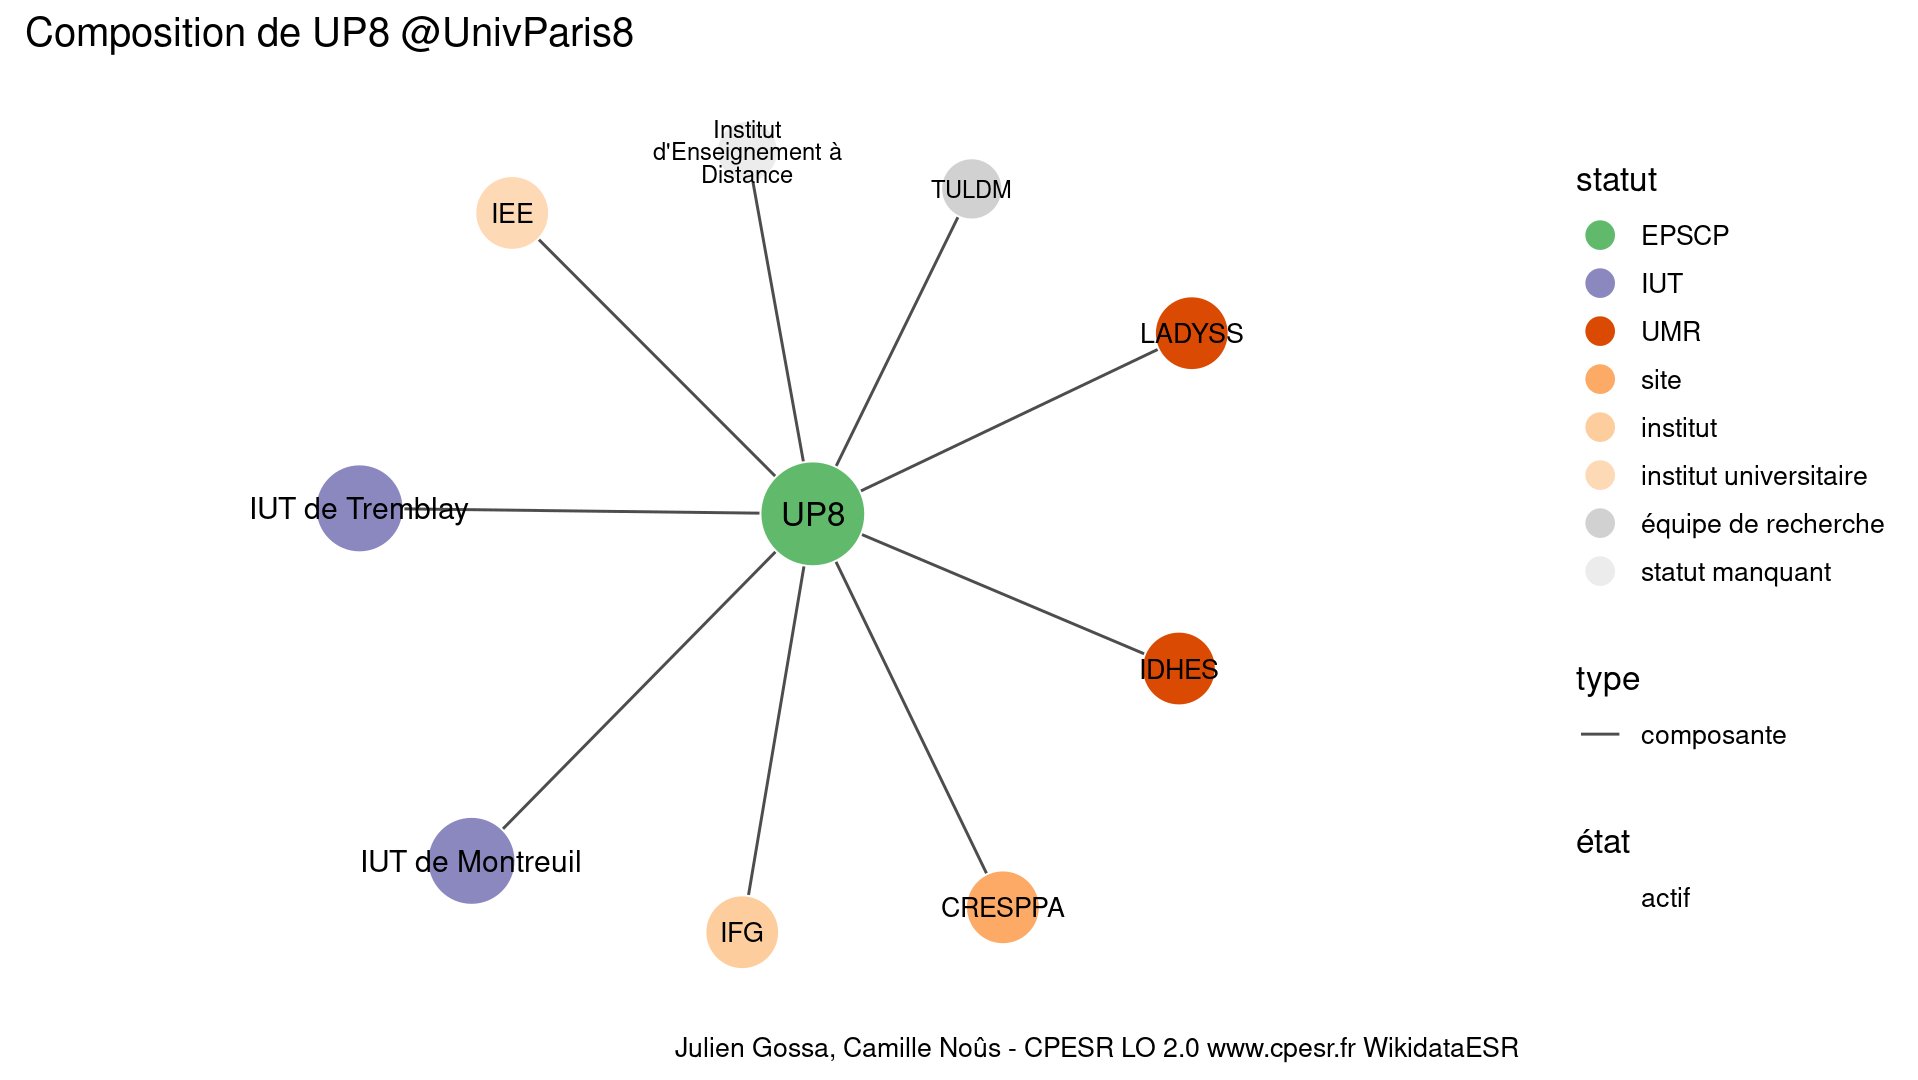 Composition de UP8 @UnivParis8
Institut
d'Enseignement à
Distance
TULDM
IEE
LADYSS
IUT de Tremblay
UP8
IDHES
IUT de Montreuil
IFG
CRESPPA
statut
EPSCP
IUT
UMR
site
institut
institut universitaire
équipe de recherche
statut manquant
type
composante
état
actif
Julien Gossa, Camille Noûs - CPESR LO 2.0 www.cpesr.fr WikidataESR